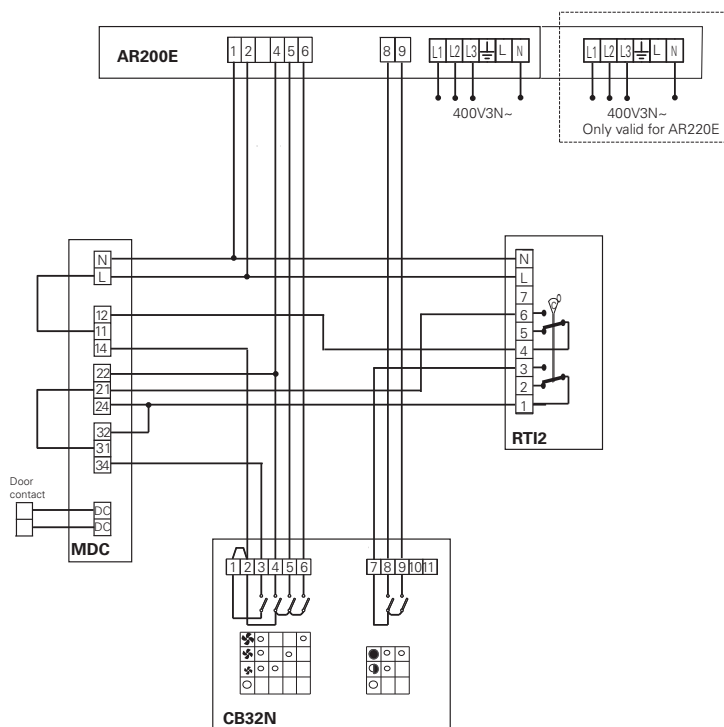 AR200E
1 2 4 5 6
8 9
L1 L2 L3 L N
L1 L2 L3 L N
400V3N~
400V3N~
Only valid for AR220E
N
L
12
11
14
22
21
24
32
31
34
DC
DC
MDC
Door
contact
N
L
7
6
5
4
3
2
1
RTI2
1 2 3 4 5 6
7 8 9 10 11
CB32N